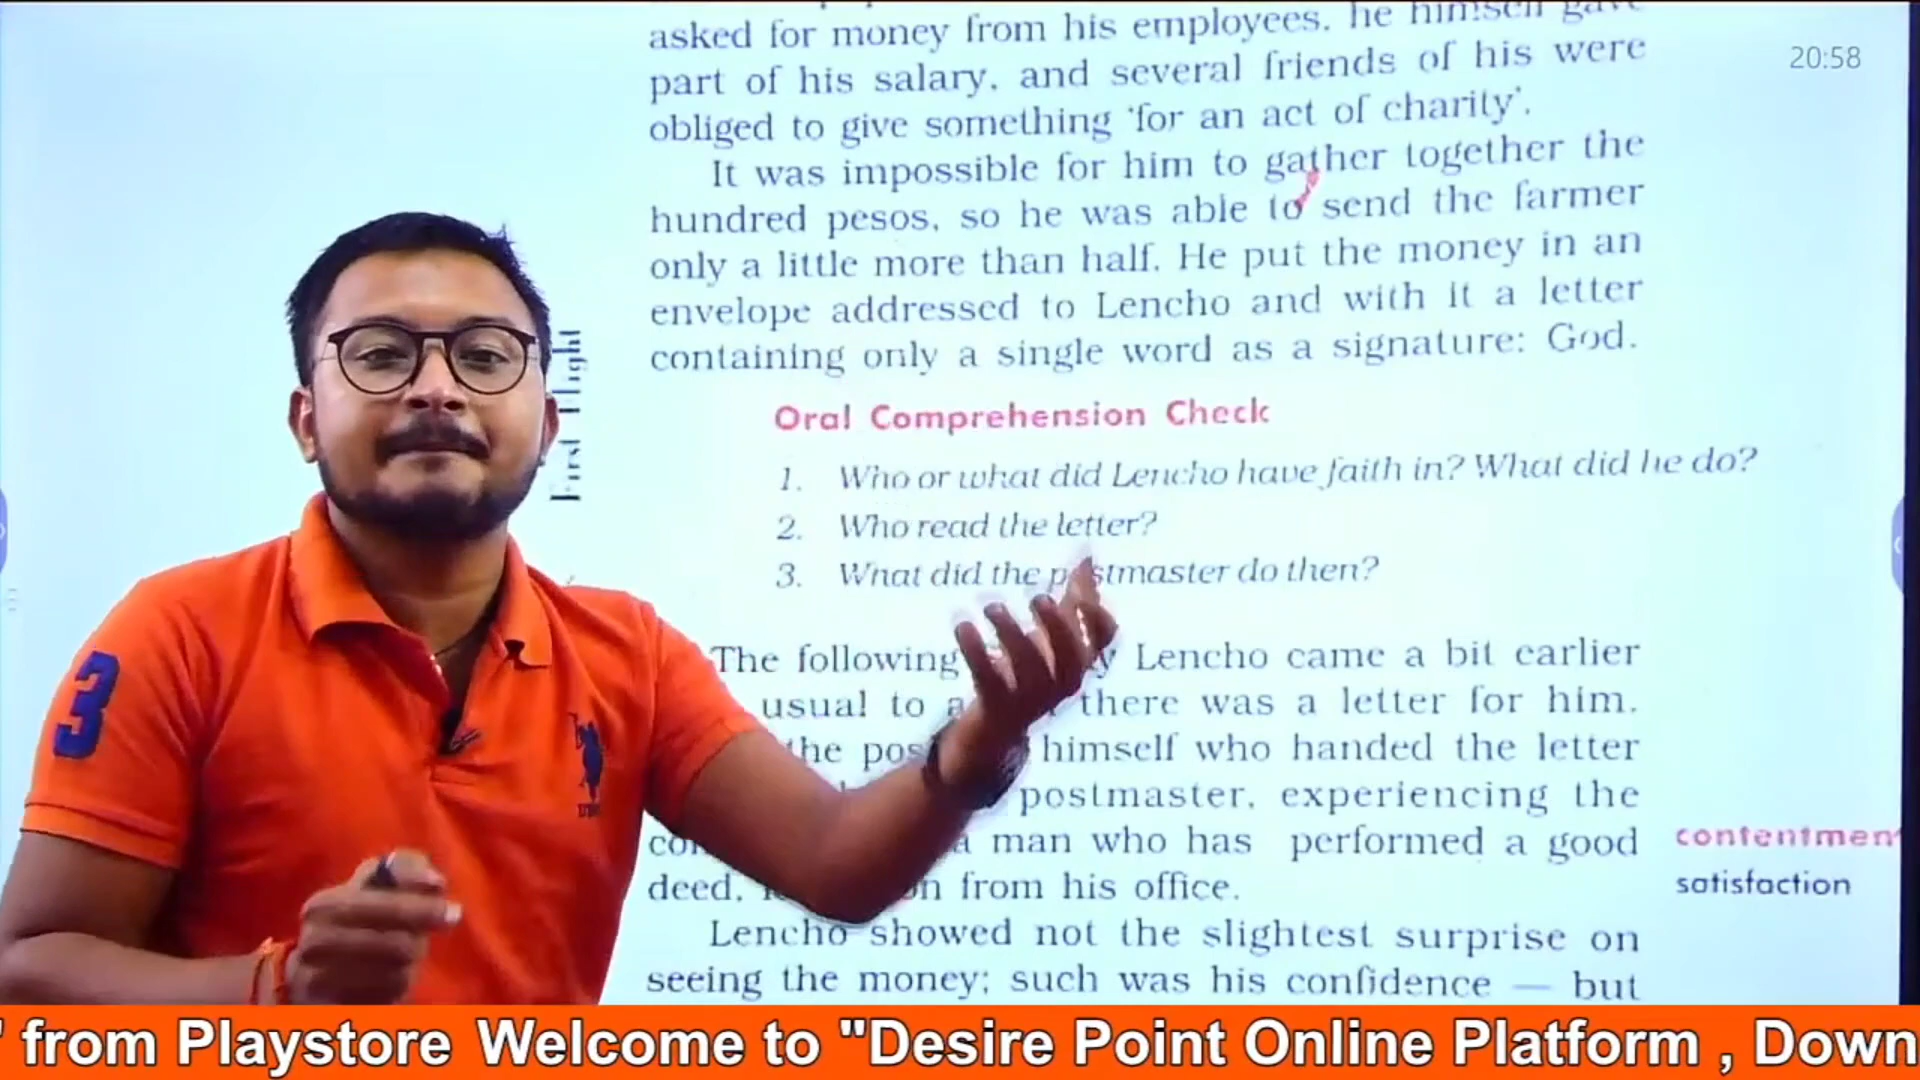 asked for money from his employees, he himself gave
20:58
part of his salary, and several friends of his were
obliged to give something 'for an act of charity'.
It was impossible for him to gather together the
hundred pesos, so he was able to send the farmer
only a little more than half. He put the money in an
envelope addressed to Lencho and with it a letter
containing only a single word as a signature: God.
First Flight
Oral Comprehension Check
1. Who or what did Lencho have faith in? What did he do?
2. Who read the letter?
3. What did the postmaster do then?
The following Lencho came a bit earlier
usual to there was a letter for him.
the himself who handed the letter
postmaster, experiencing the
man who has performed a good
contentmen
deed, from his office.
satisfaction
Lencho showed not the slightest surprise on
seeing the money; such was his confidence — but
3
" from Playstore Welcome to "Desire Point Online Platform , Down